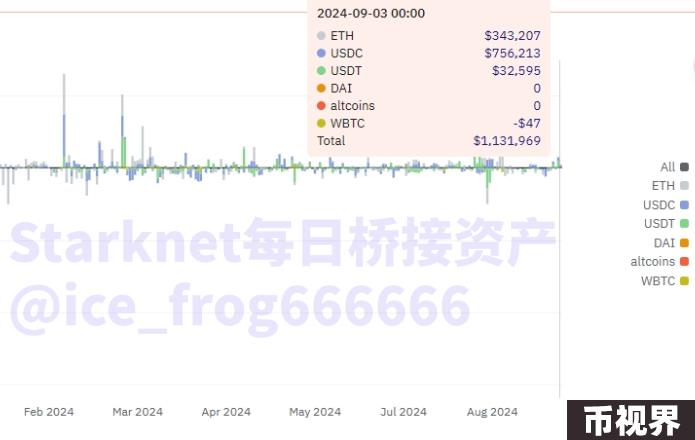 2024-09-03 00:00
ETH $343,207
USDC $756,213
USDT $32,595
DAI 0
altcoins 0
WBTC -$47
Total $1,131,969
All
ETH
USDC
USDT
DAI
altcoins
WBTC
Starknet每日桥接资产
@ice_frog666666
Feb 2024 Mar 2024 Apr 2024 May 2024 Jul 2024 Aug 2024
币视界